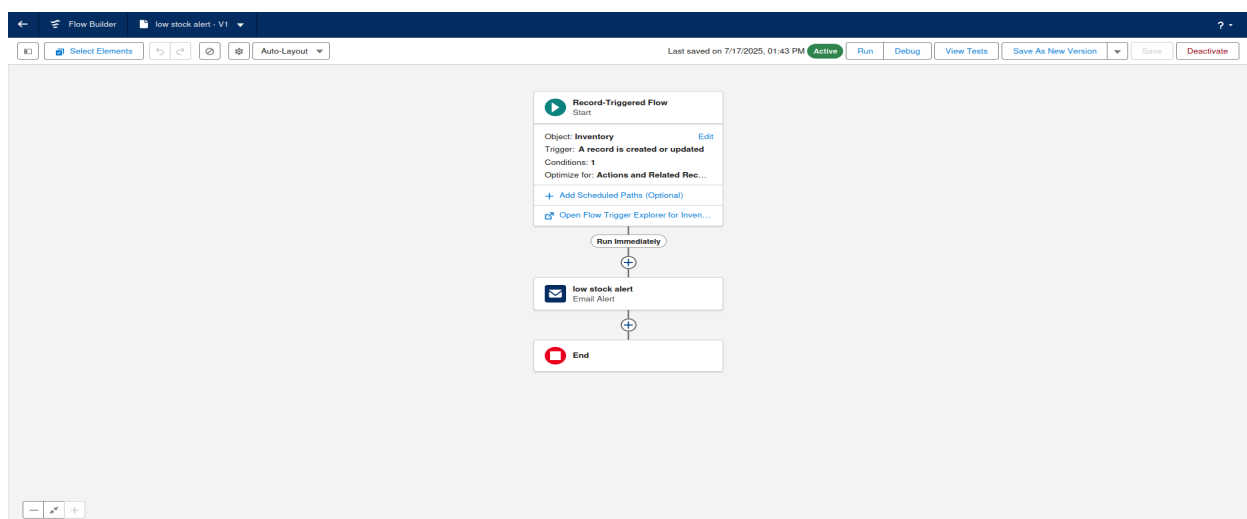 Flow Builder
low stock alert - V1
?
Select Elements
Auto-Layout
Last saved on 7/17/2025, 01:43 PM
Active
Run
Debug
View Tests
Save As New Version
Save
Deactivate
Record-Triggered Flow
Start
Object: Inventory
Edit
Trigger: A record is created or updated
Conditions: 1
Optimize for: Actions and Related Rec...
Add Scheduled Paths (Optional)
Open Flow Trigger Explorer for Inven...
Run Immediately
low stock alert
Email Alert
End